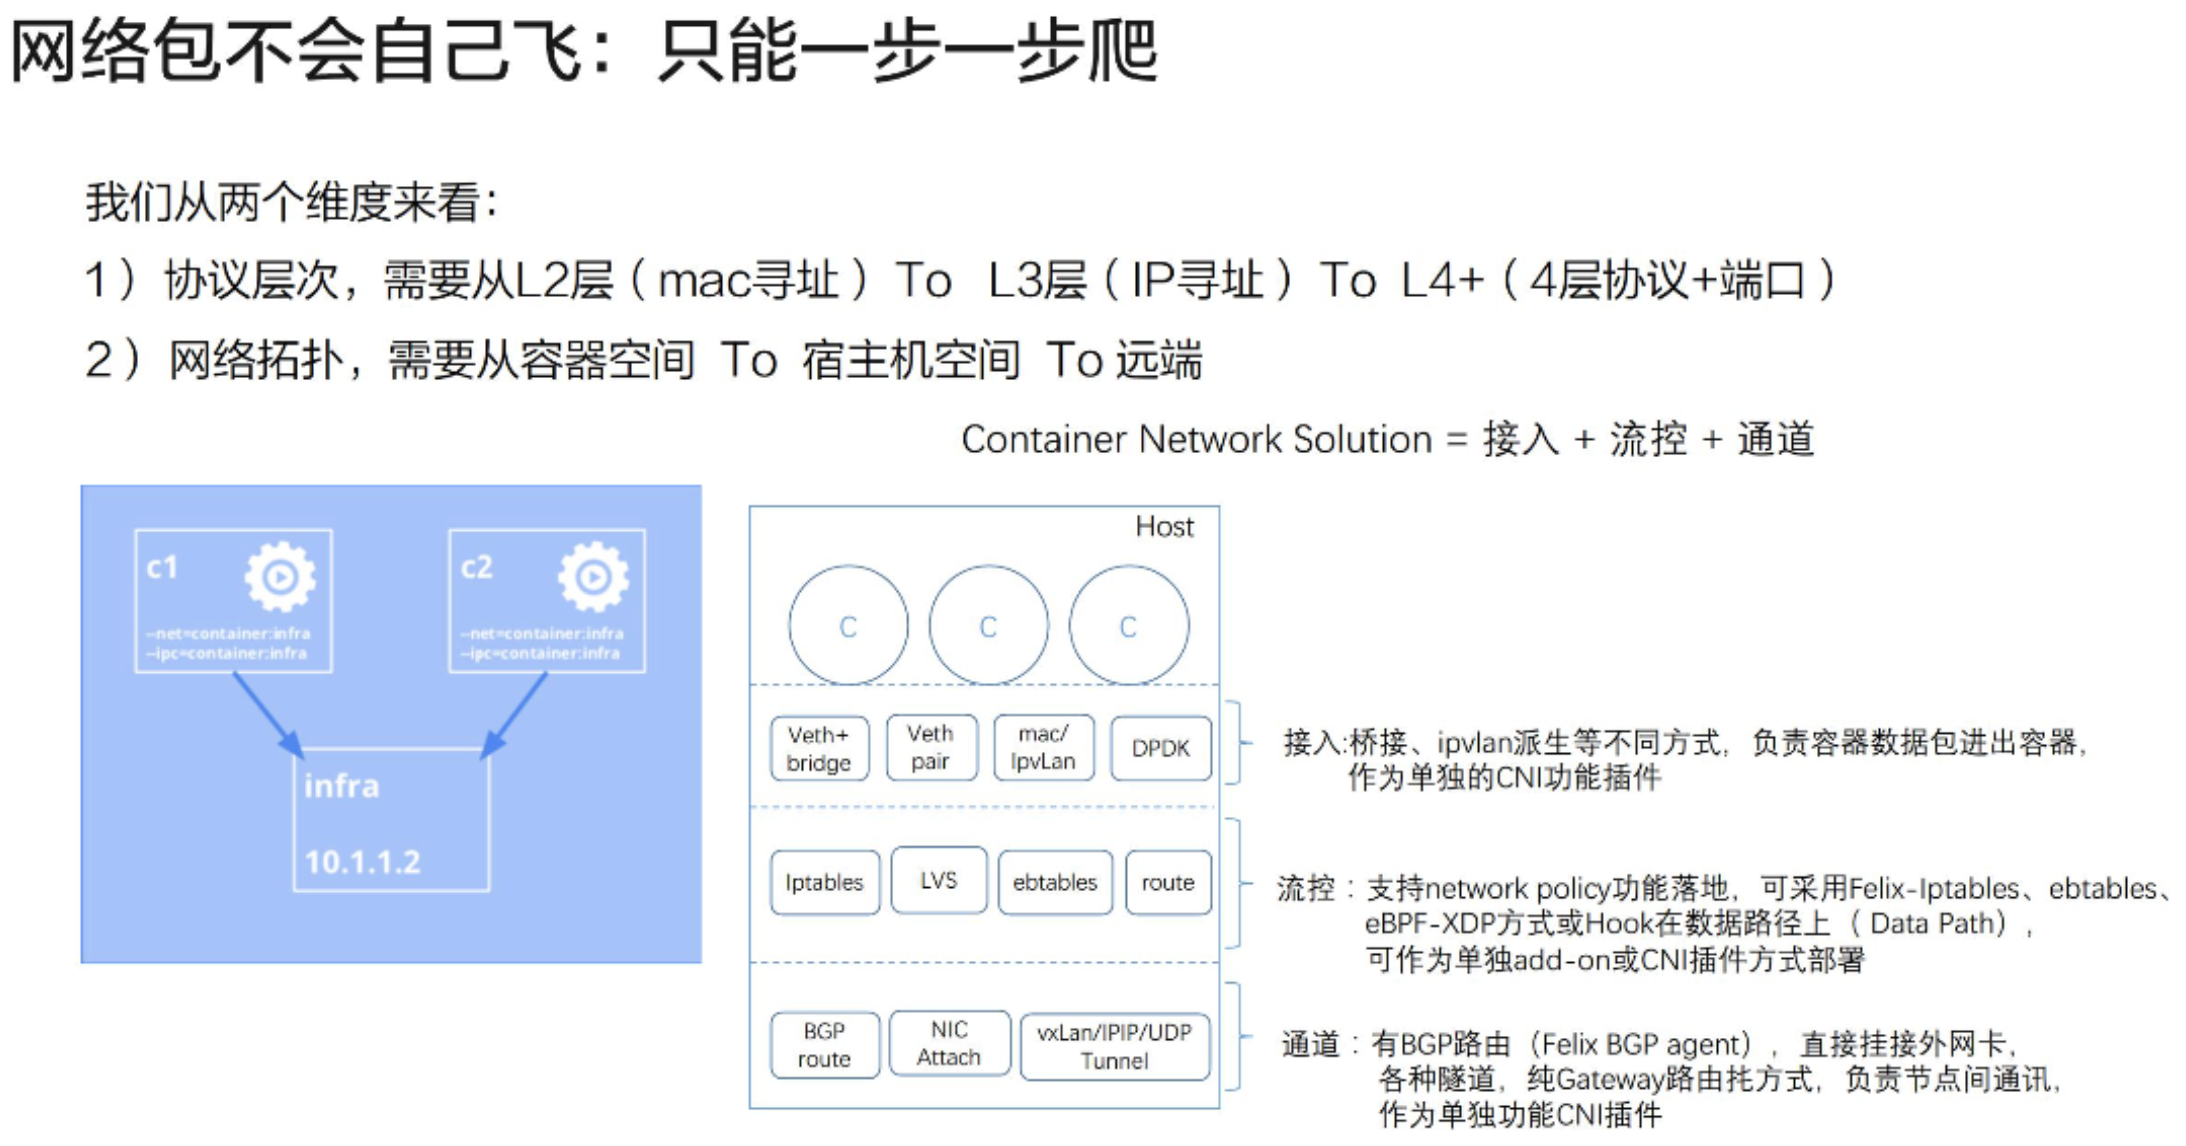 网络包不会自己飞：只能一步一步爬
我们从两个维度来看：
1）协议层次，需要从L2层（mac寻址）To L3层（IP寻址）To L4+（4层协议+端口）
2）网络拓扑，需要从容器空间 To 宿主机空间 To 远端
Container Network Solution = 接入 + 流控 + 通道
c1
--net=container:infra
--ipc=container:infra
c2
--net=container:infra
--ipc=container:infra
infra
10.1.1.2
Host
C
C
C
Veth+
bridge
Veth
pair
mac/
IpvLan
DPDK
接入:桥接、ipvlan派生等不同方式，负责容器数据包进出容器，
作为单独的CNI功能插件
Iptables
LVS
ebtables
route
流控：支持network policy功能落地，可采用Felix-Iptables、ebtables、
eBPF-XDP方式或Hook在数据路径上（Data Path），
可作为单独add-on或CNI插件方式部署
BGP
route
NIC
Attach
vxLan/IPIP/UDP
Tunnel
通道：有BGP路由（Felix BGP agent），直接挂接外网卡，
各种隧道，纯Gateway路由扥方式，负责节点间通讯，
作为单独功能CNI插件